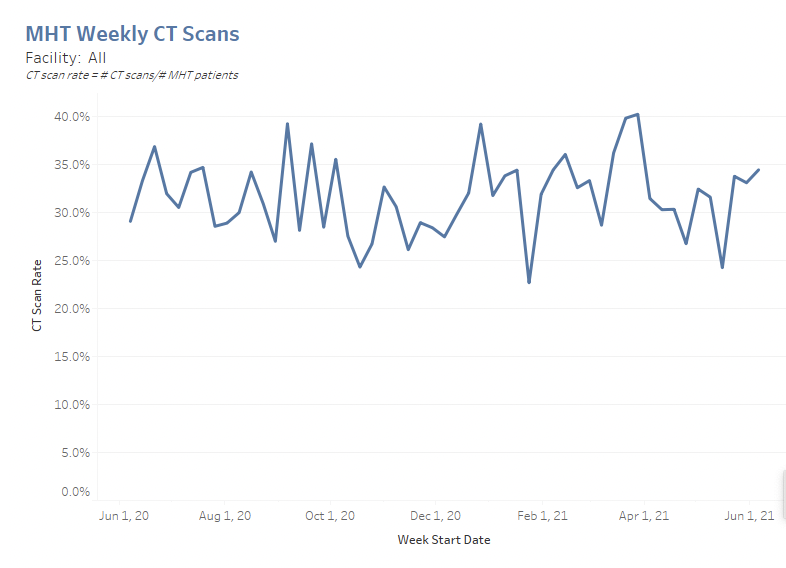 MHT Weekly CT Scans
Facility: All
CT scan rate = # CT scans/# MHT patients
40.0%
35.0%
30.0%
25.0%
20.0%
15.0%
10.0%
5.0%
0.0%
CT Scan Rate
Jun 1, 20 Aug 1, 20 Oct 1, 20 Dec 1, 20 Feb 1, 21 Apr 1, 21 Jun 1, 21
Week Start Date